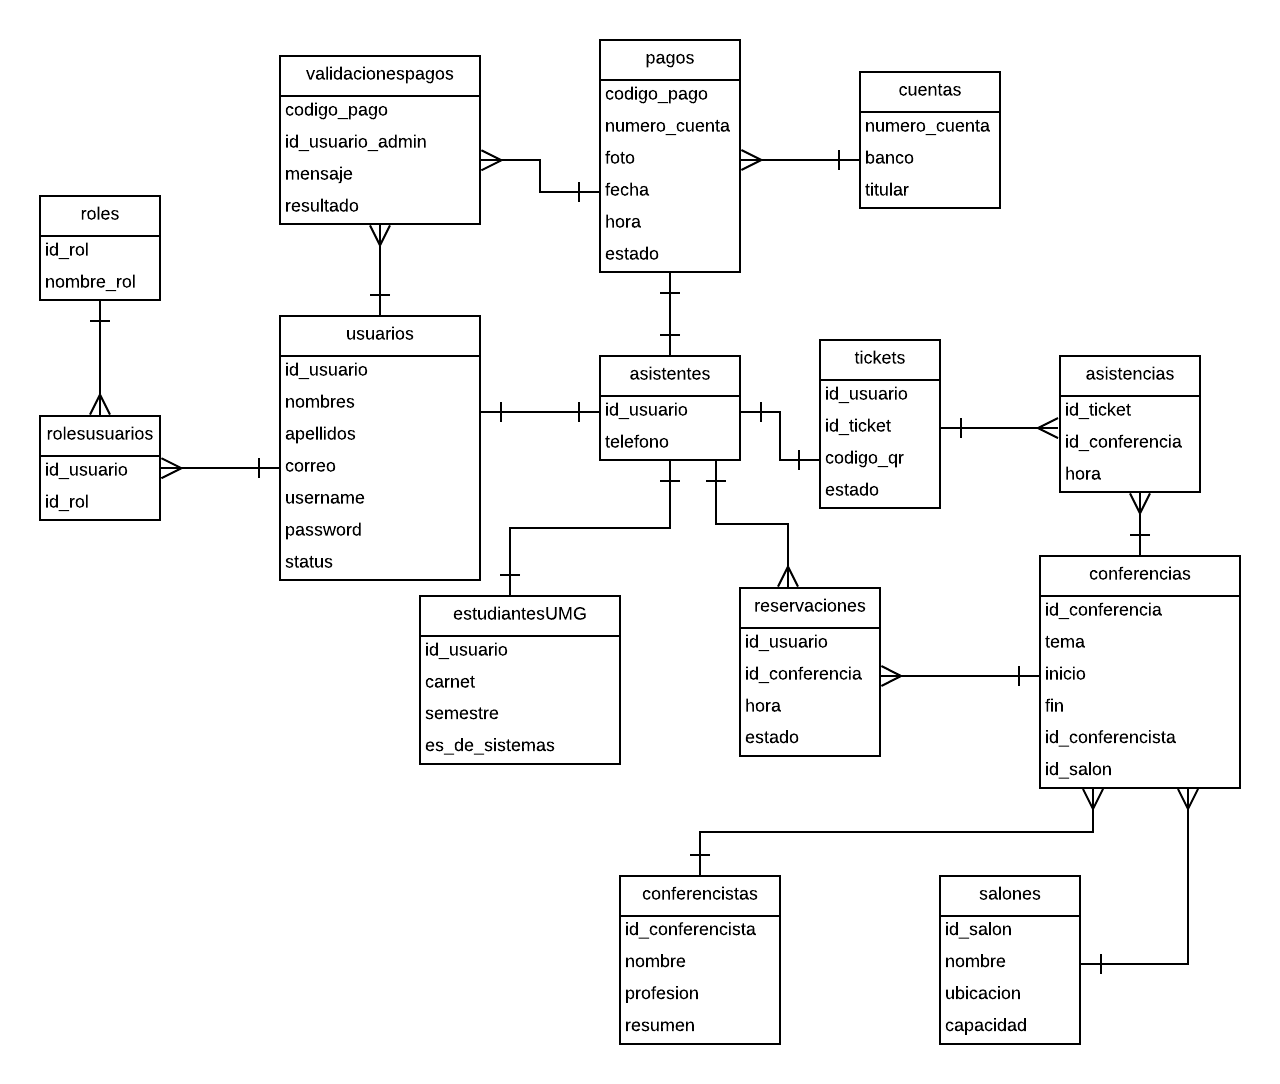 validacionespagos
codigo_pago
id_usuario_admin
mensaje
resultado
pagos
codigo_pago
numero_cuenta
foto
fecha
hora
estado
cuentas
numero_cuenta
banco
titular
roles
id_rol
nombre_rol
rolesusuarios
id_usuario
id_rol
usuarios
id_usuario
nombres
apellidos
correo
username
password
status
asistentes
id_usuario
telefono
tickets
id_usuario
id_ticket
codigo_qr
estado
asistencias
id_ticket
id_conferencia
hora
estudiantesUMG
id_usuario
carnet
semestre
es_de_sistemas
reservaciones
id_usuario
id_conferencia
hora
estado
conferencias
id_conferencia
tema
inicio
fin
id_conferencista
id_salon
conferencistas
id_conferencista
nombre
profesion
resumen
salones
id_salon
nombre
ubicacion
capacidad